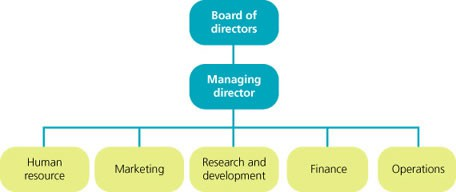 Board of
directors
Managing
director
Human
resource
Marketing
Research and
development
Finance
Operations